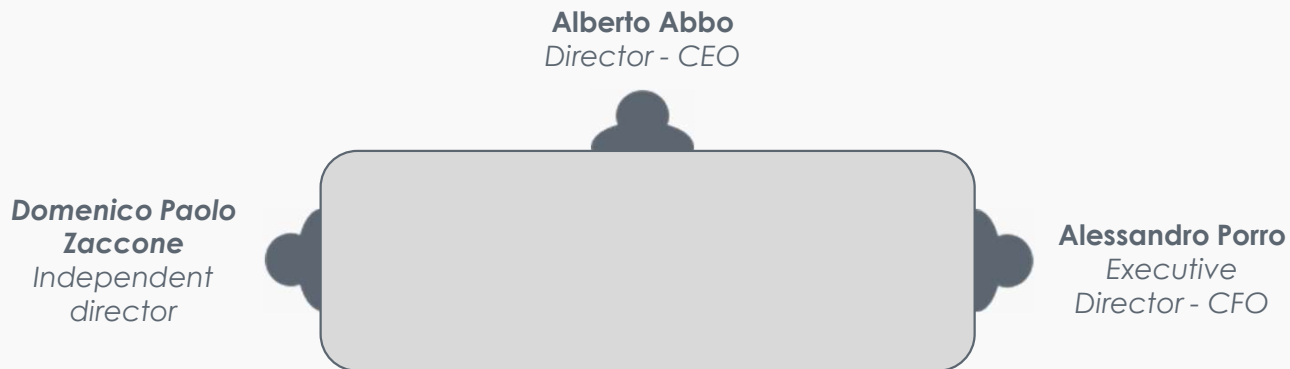 Alberto Abbo
Director - CEO
Domenico Paolo
Zaccone
Independent
director
Alessandro Porro
Executive
Director - CFO